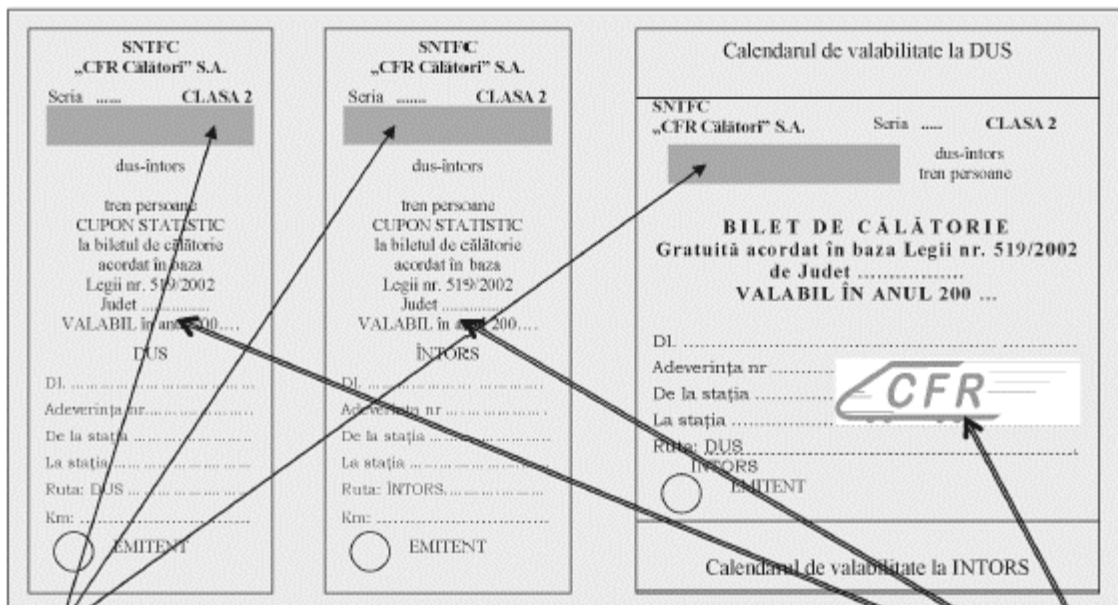 SNTFC
„CFR Călători” S.A.
Seria ...... CLASA 2
dus-întors
tren persoane
CUPON STATISTIC
la biletul de călătorie
acordat în baza
Legii nr. 519/2002
Judet .................
VALABIL în anul 200....
DUS
Dl. .................................
Adeverința nr.......................
De la stația .......................
La stația ...........................
Ruta: DUS ........................
Km: .................................
EMITENT
SNTFC
„CFR Călători” S.A.
Seria ........ CLASA 2
dus-întors
tren persoane
CUPON STATISTIC
la biletul de călătorie
acordat în baza
Legii nr. 519/2002
Judet .................
VALABIL în anul 200....
ÎNTORS
Dl. .................................
Adeverința nr .......................
De la stația .......................
La stația ...........................
Ruta: ÎNTORS.....................
Km: .................................
EMITENT
Calendarul de valabilitate la DUS
SNTFC
„CFR Călători” S.A. Seria ..... CLASA 2
dus-întors
tren persoane
BILET DE CĂLĂTORIE
Gratuită acordat în baza Legii nr. 519/2002
de Judet ..................
VALABIL ÎN ANUL 200 ...
Dl. ..................................................................
Adeverința nr ...........
De la stația ...............
La stația ...................
CFR
Ruta: DUS.......................................................
INTORS
EMITENT
Calendarul de valabilitate la INTORS